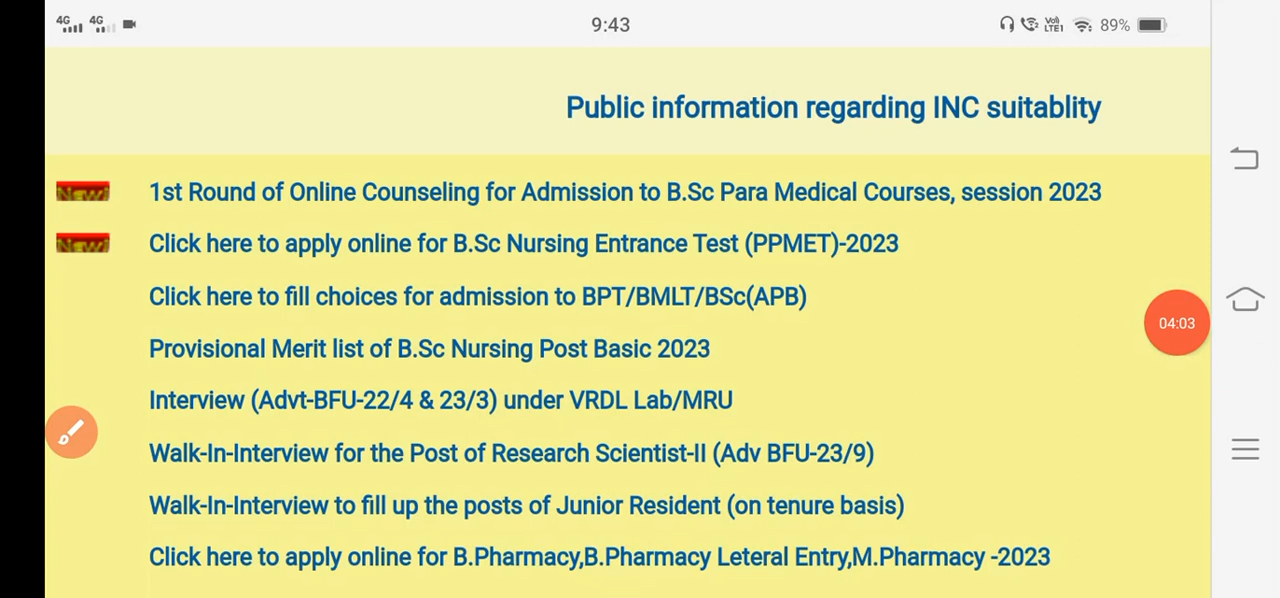 4G 4G 9:43 Vo) LTE1 89%
Public information regarding INC suitablity
New! 1st Round of Online Counseling for Admission to B.Sc Para Medical Courses, session 2023
New! Click here to apply online for B.Sc Nursing Entrance Test (PPMET)-2023
Click here to fill choices for admission to BPT/BMLT/BSc(APB)
04:03
Provisional Merit list of B.Sc Nursing Post Basic 2023
Interview (Advt-BFU-22/4 & 23/3) under VRDL Lab/MRU
Walk-In-Interview for the Post of Research Scientist-II (Adv BFU-23/9)
Walk-In-Interview to fill up the posts of Junior Resident (on tenure basis)
Click here to apply online for B.Pharmacy,B.Pharmacy Leteral Entry,M.Pharmacy -2023